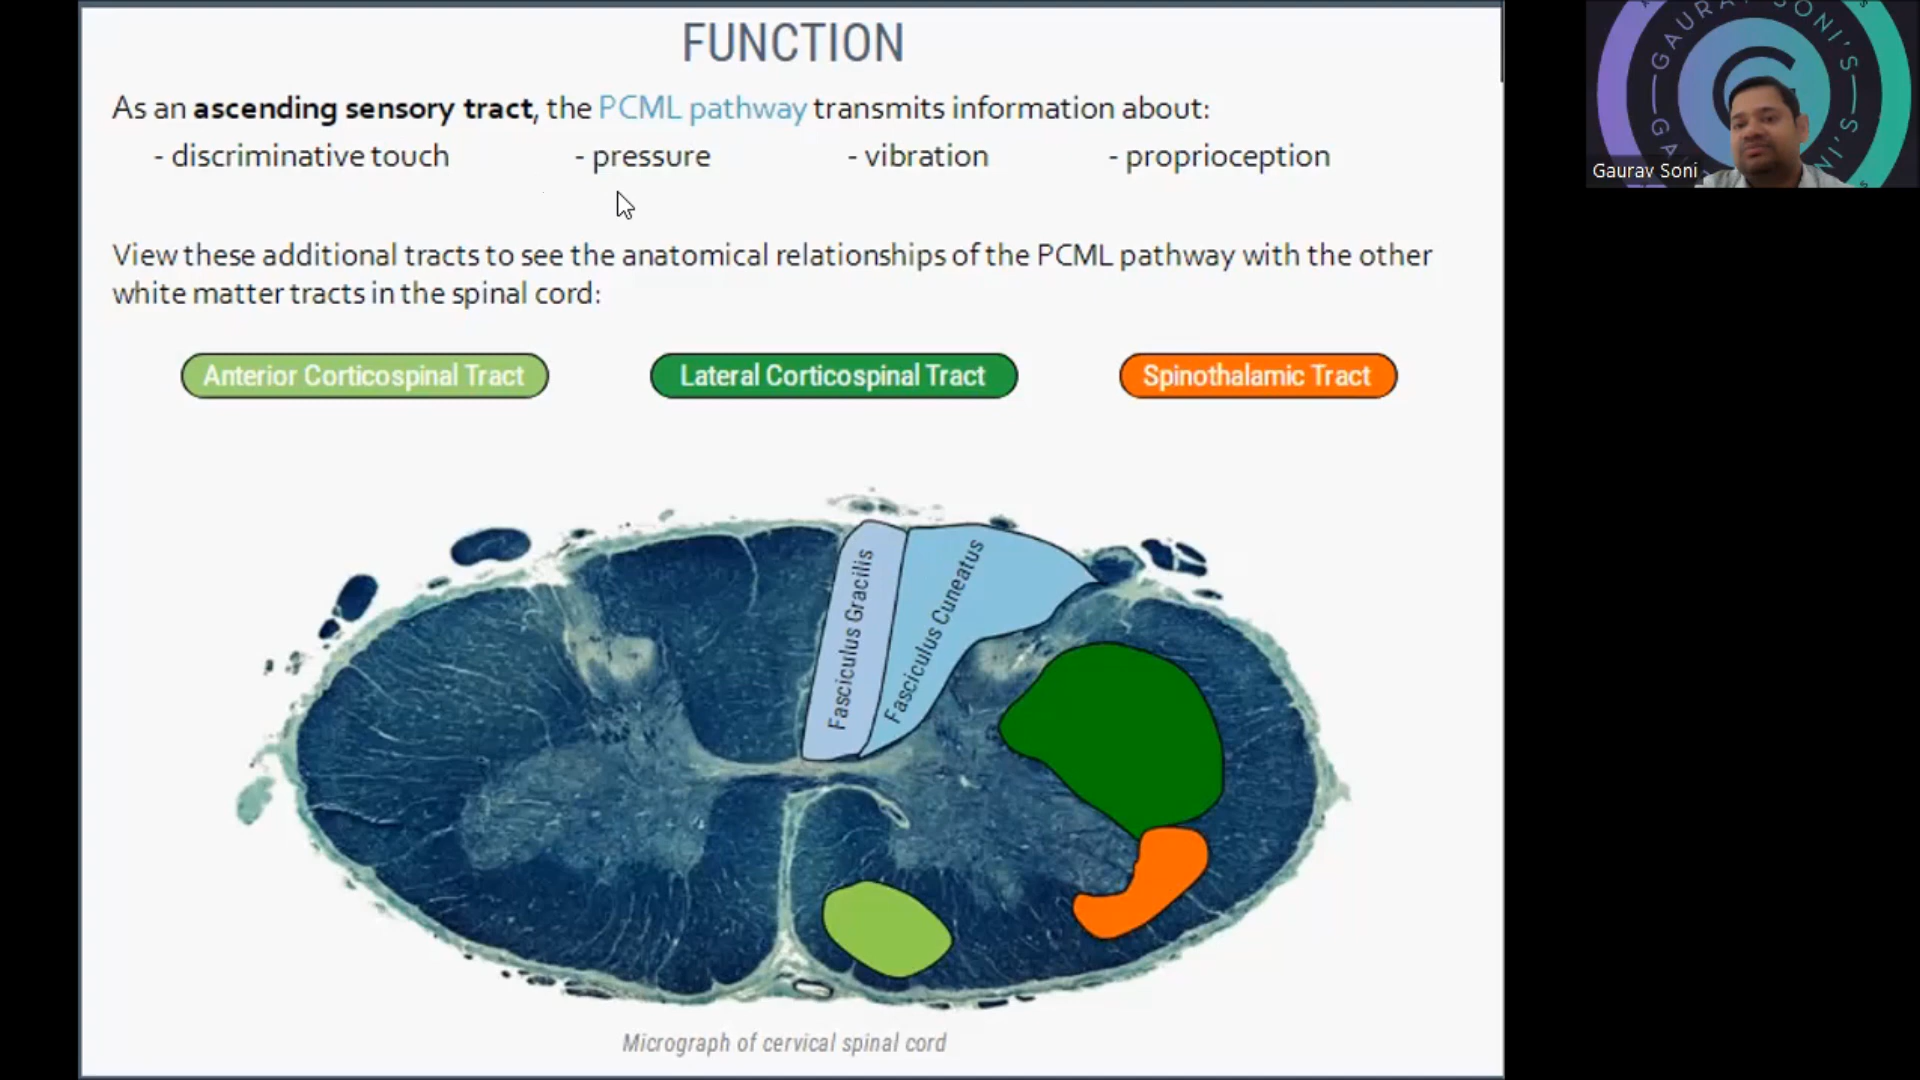 FUNCTION
As an ascending sensory tract, the PCML pathway transmits information about:
- discriminative touch - pressure - vibration - proprioception
View these additional tracts to see the anatomical relationships of the PCML pathway with the other
white matter tracts in the spinal cord:
Anterior Corticospinal Tract Lateral Corticospinal Tract Spinothalamic Tract
Fasciculus Gracilis
Fasciculus Cuneatus
Micrograph of cervical spinal cord
Gaurav Soni